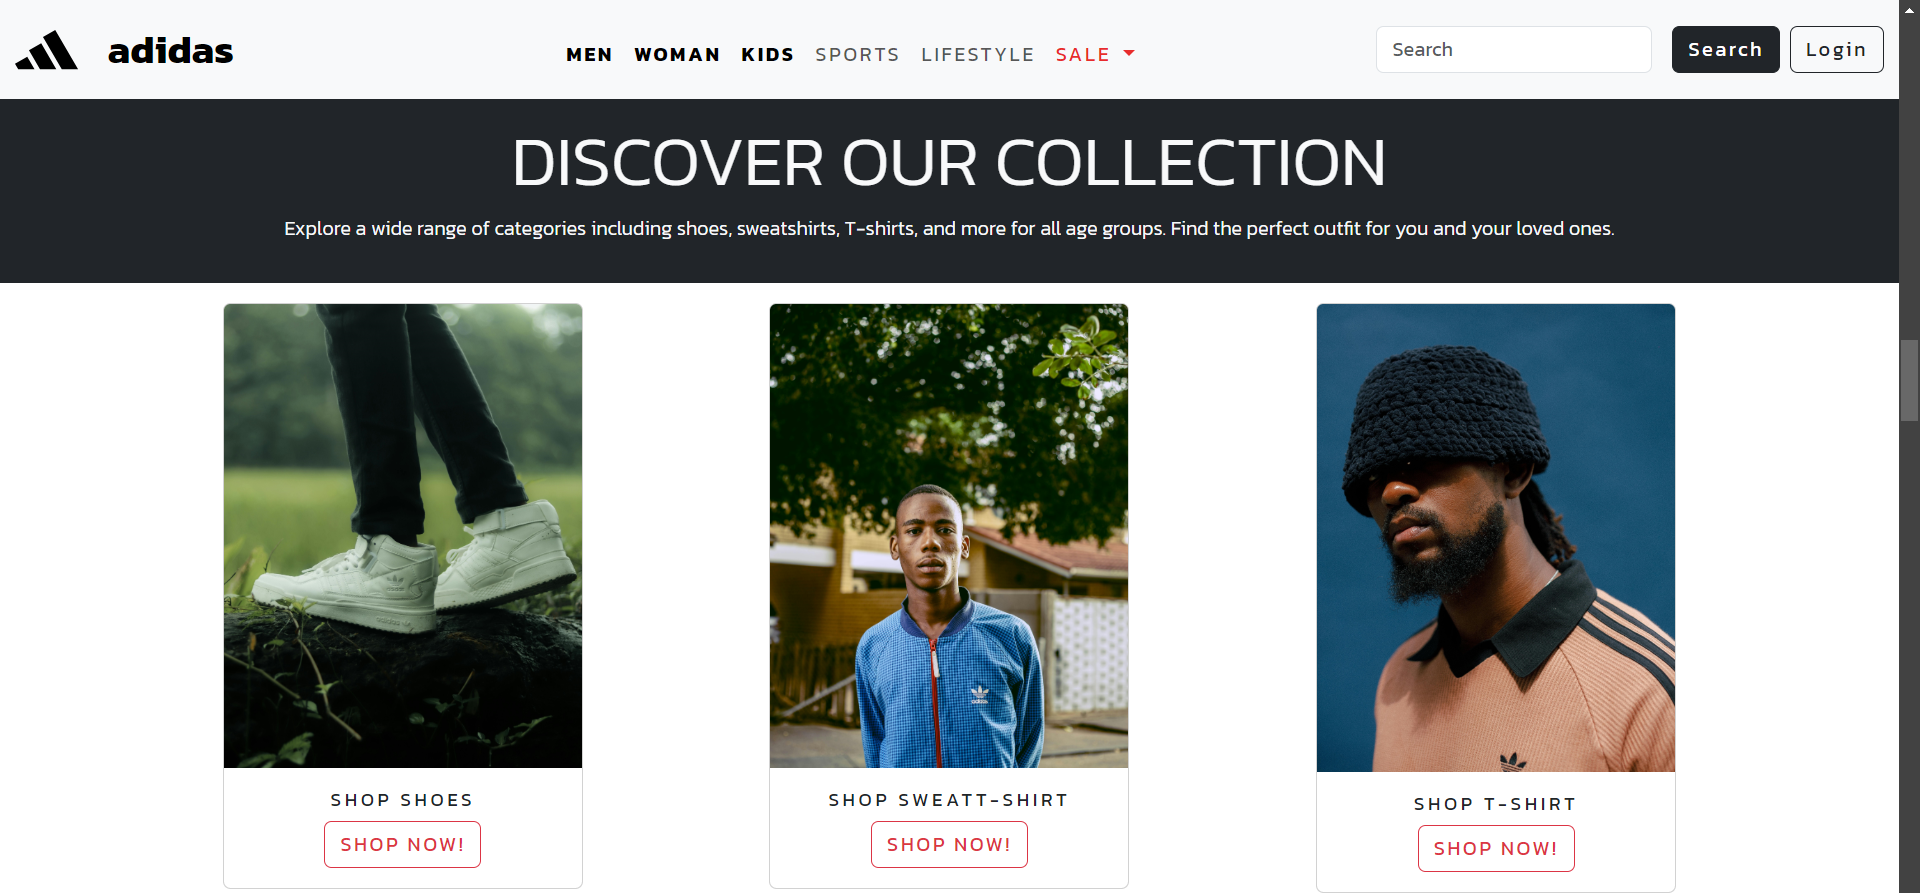 adidas
MEN WOMAN KIDS SPORTS LIFESTYLE SALE
Search
Search
Login
DISCOVER OUR COLLECTION
Explore a wide range of categories including shoes, sweatshirts, T-shirts, and more for all age groups. Find the perfect outfit for you and your loved ones.
adidas
adidas
SHOP SHOES
SHOP NOW!
SHOP SWEATT-SHIRT
SHOP NOW!
SHOP T-SHIRT
SHOP NOW!